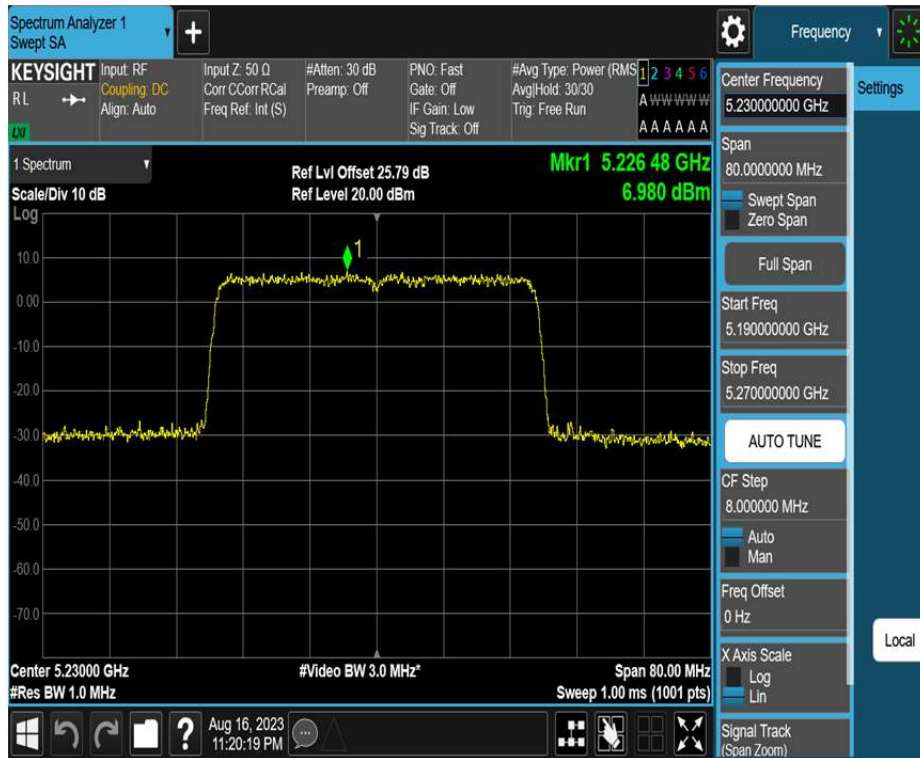 Spectrum Analyzer 1
Swept SA
+
Frequency
KEYSIGHT
RL
LXI
Input: RF
Coupling: DC
Align: Auto
Input Z: 50 Ω
Corr CCorr RCal
Freq Ref: Int (S)
#Atten: 30 dB
Preamp: Off
PNO: Fast
Gate: Off
IF Gain: Low
Sig Track: Off
#Avg Type: Power (RMS
Avg|Hold: 30/30
Trig: Free Run
1 2 3 4 5 6
A W W W W W
A A A A A A
1 Spectrum
Scale/Div 10 dB
Ref Lvl Offset 25.79 dB
Ref Level 20.00 dBm
Mkr1 5.226 48 GHz
6.980 dBm
Log
1
10.0
0.00
-10.0
-20.0
-30.0
-40.0
-50.0
-60.0
-70.0
Center 5.23000 GHz
#Res BW 1.0 MHz
#Video BW 3.0 MHz*
Span 80.00 MHz
Sweep 1.00 ms (1001 pts)
?
Aug 16, 2023
11:20:19 PM
Center Frequency
5.23000000 GHz
Span
80.0000000 MHz
Swept Span
Zero Span
Full Span
Start Freq
5.190000000 GHz
Stop Freq
5.270000000 GHz
AUTO TUNE
CF Step
8.000000 MHz
Auto
Man
Freq Offset
0 Hz
X Axis Scale
Log
Lin
Signal Track
(Span Zoom)
Settings
Local